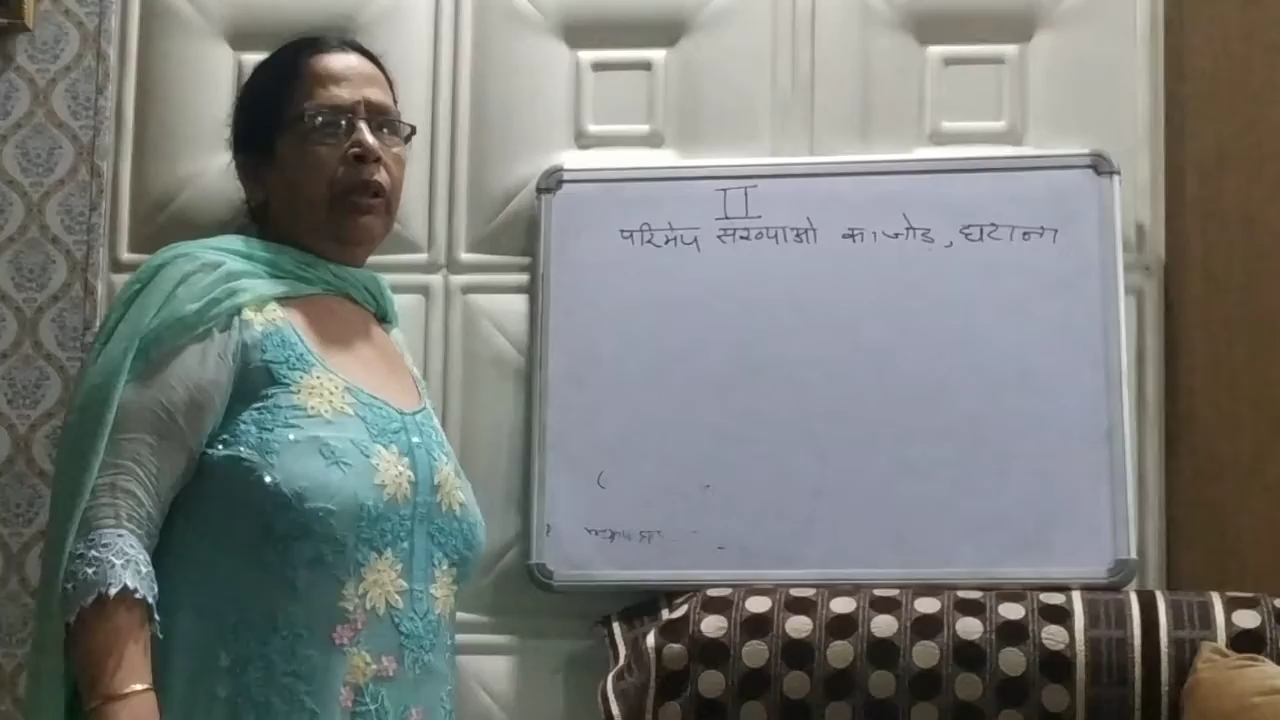 II
परिमेय संख्याओ का जोड़, घटाना